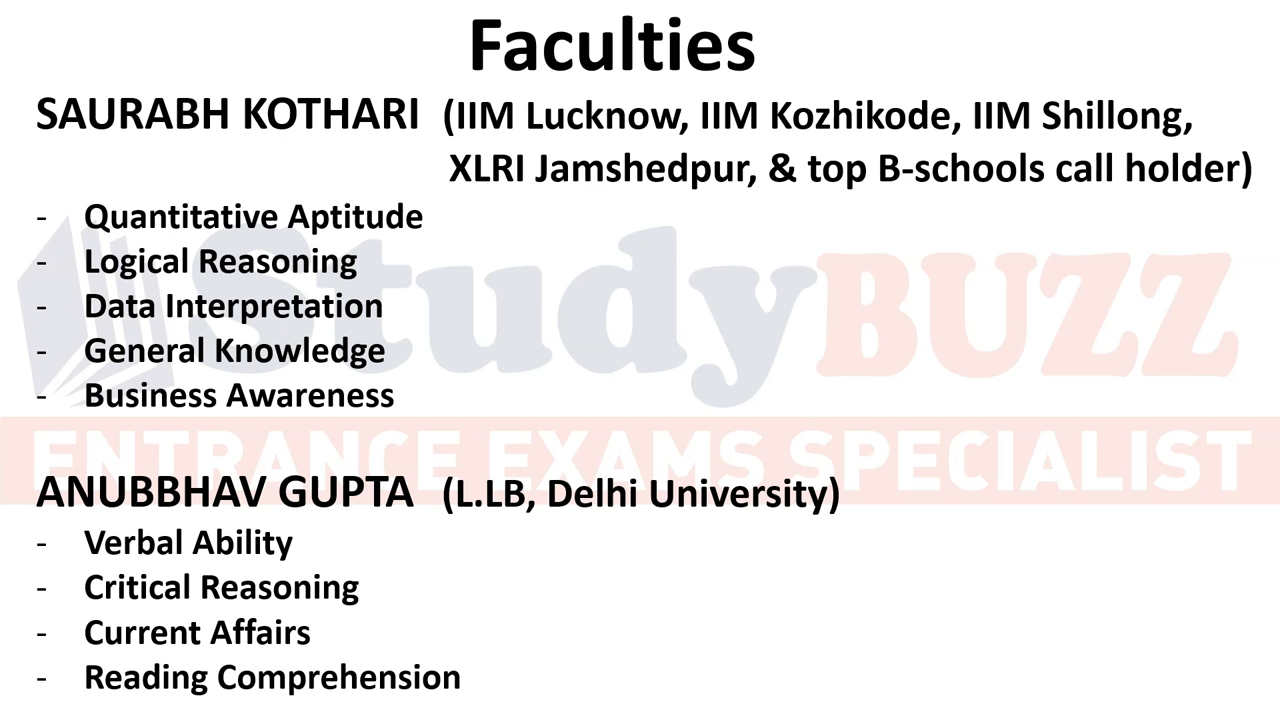 Faculties
SAURABH KOTHARI (IIM Lucknow, IIM Kozhikode, IIM Shillong,
XLRI Jamshedpur, & top B-schools call holder)
- Quantitative Aptitude
- Logical Reasoning
- Data Interpretation
- General Knowledge
- Business Awareness
StudyBUZZ
ENTRANCE EXAMS SPECIALIST
ANUBBHAV GUPTA (L.LB, Delhi University)
- Verbal Ability
- Critical Reasoning
- Current Affairs
- Reading Comprehension